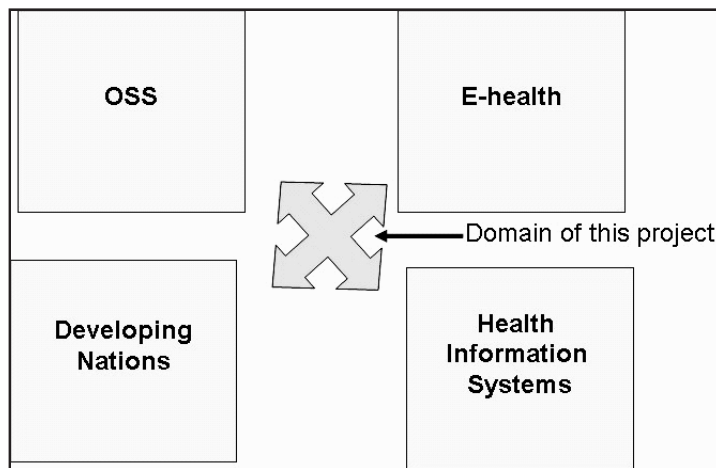 OSS
E-health
Domain of this project
Developing
Nations
Health
Information
Systems